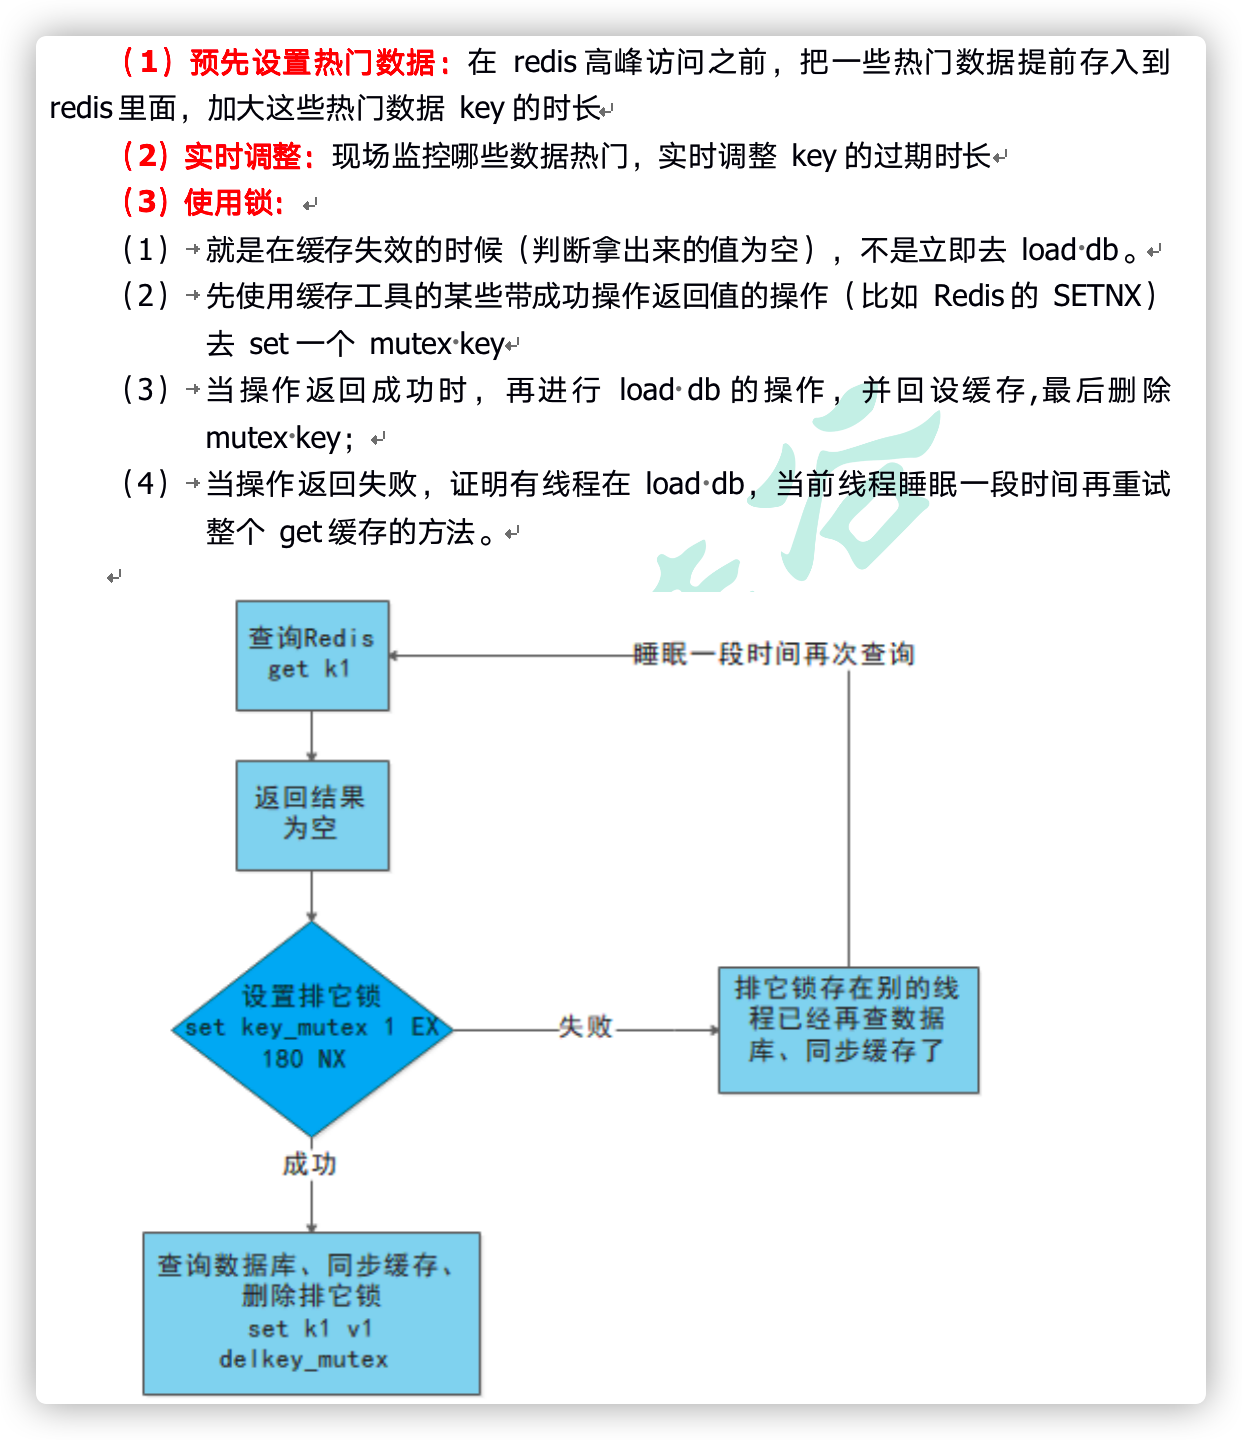 （1）预先设置热门数据：在 redis 高峰访问之前，把一些热门数据提前存入到
redis 里面，加大这些热门数据 key 的时长
（2）实时调整：现场监控哪些数据热门，实时调整 key 的过期时长
（3）使用锁：
（1）就是在缓存失效的时候（判断拿出来的值为空），不是立即去 load db。
（2）先使用缓存工具的某些带成功操作返回值的操作（比如 Redis 的 SETNX）
去 set 一个 mutex key
（3）当操作返回成功时，再进行 load db 的操作，并回设缓存,最后删除
mutex key；
（4）当操作返回失败，证明有线程在 load db，当前线程睡眠一段时间再重试
整个 get 缓存的方法。
查询Redis
get k1
睡眠一段时间再次查询
返回结果
为空
设置排它锁
set key_mutex 1 EX
180 NX
失败
排它锁存在别的线
程已经再查数据
库、同步缓存了
成功
查询数据库、同步缓存、
删除排它锁
set k1 v1
delkey_mutex